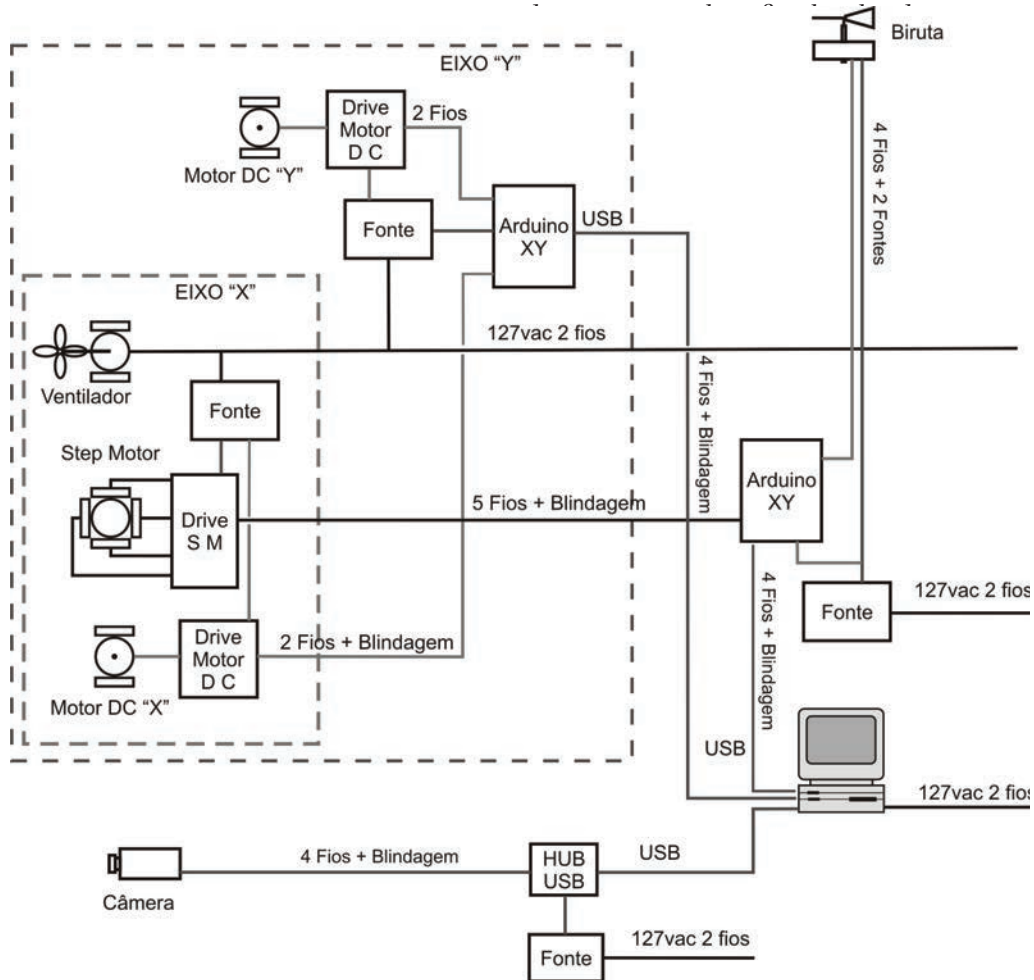 Biruta
EIXO "Y"
Drive
Motor
D C
2 Fios
Motor DC "Y"
Fonte
Arduino
XY
USB
4 Fios + 2 Fontes
EIXO "X"
127vac 2 fios
Ventilador
Fonte
4 Fios + Blindagem
Step Motor
Drive
S M
5 Fios + Blindagem
Arduino
XY
4 Fios + Blindagem
Fonte
127vac 2 fios
Drive
Motor
D C
2 Fios + Blindagem
Motor DC "X"
USB
127vac 2 fios
4 Fios + Blindagem
HUB
USB
USB
Câmera
Fonte
127vac 2 fios